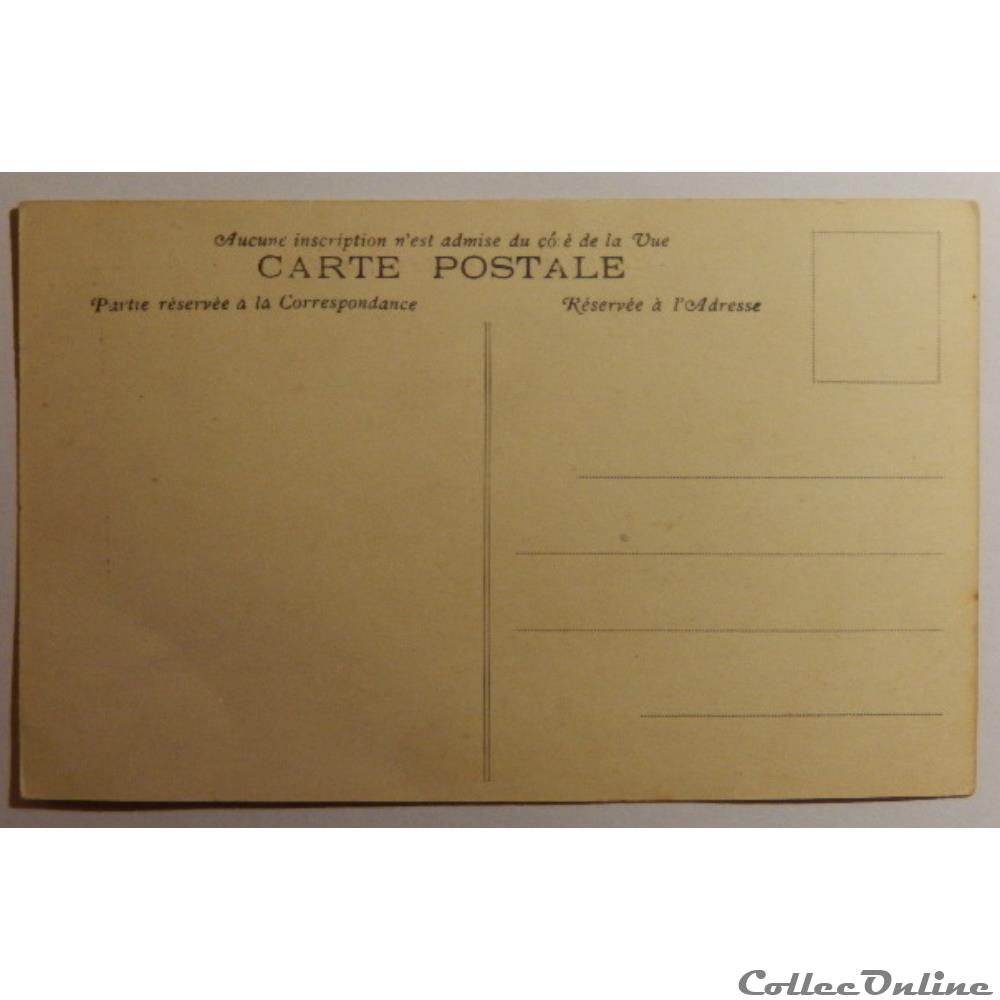 Aucune inscription n'est admise du côté de la Vue
CARTE POSTALE
Partie réservée a la Correspondance
Réservée à l'Adresse
CollecOnline